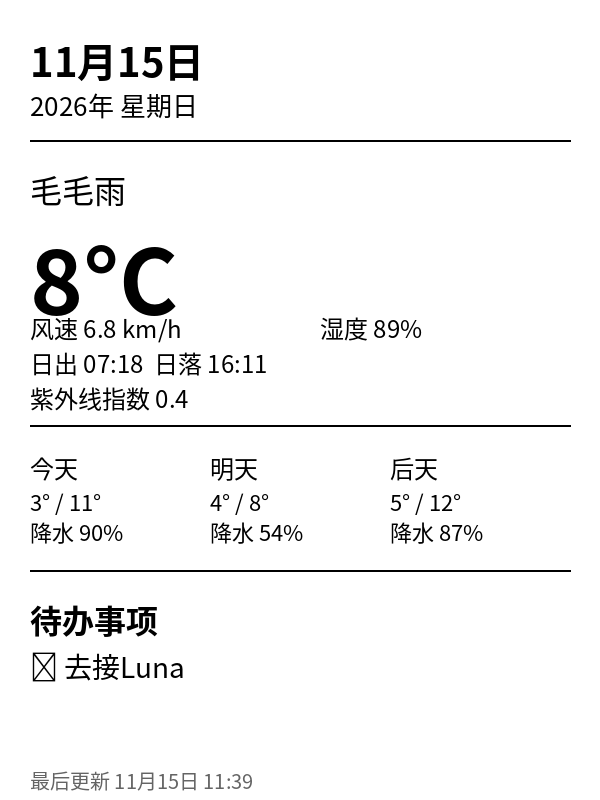 11月15日
2026年 星期日
毛毛雨
8°C
风速 6.8 km/h 湿度 89%
日出 07:18 日落 16:11
紫外线指数 0.4
今天 明天 后天
3° / 11° 4° / 8° 5° / 12°
降水 90% 降水 54% 降水 87%
待办事项
去接Luna
最后更新 11月15日 11:39